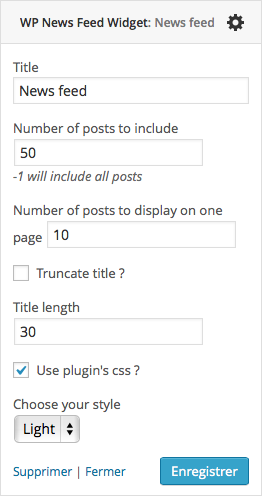 WP News Feed Widget: News feed
Title
News feed
Number of posts to include
50
-1 will include all posts
Number of posts to display on one
page 10
Truncate title ?
Title length
30
Use plugin's css ?
Choose your style
Light
Supprimer | Fermer Enregistrer